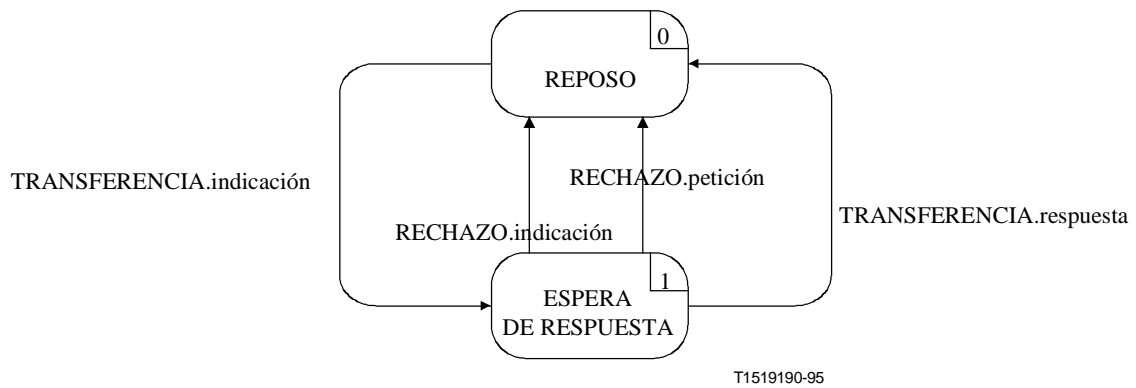 0
REPOSO
TRANSFERENCIA.indicación
RECHAZO.petición
TRANSFERENCIA.respuesta
RECHAZO.indicación
1
ESPERA
DE RESPUESTA
T1519190-95